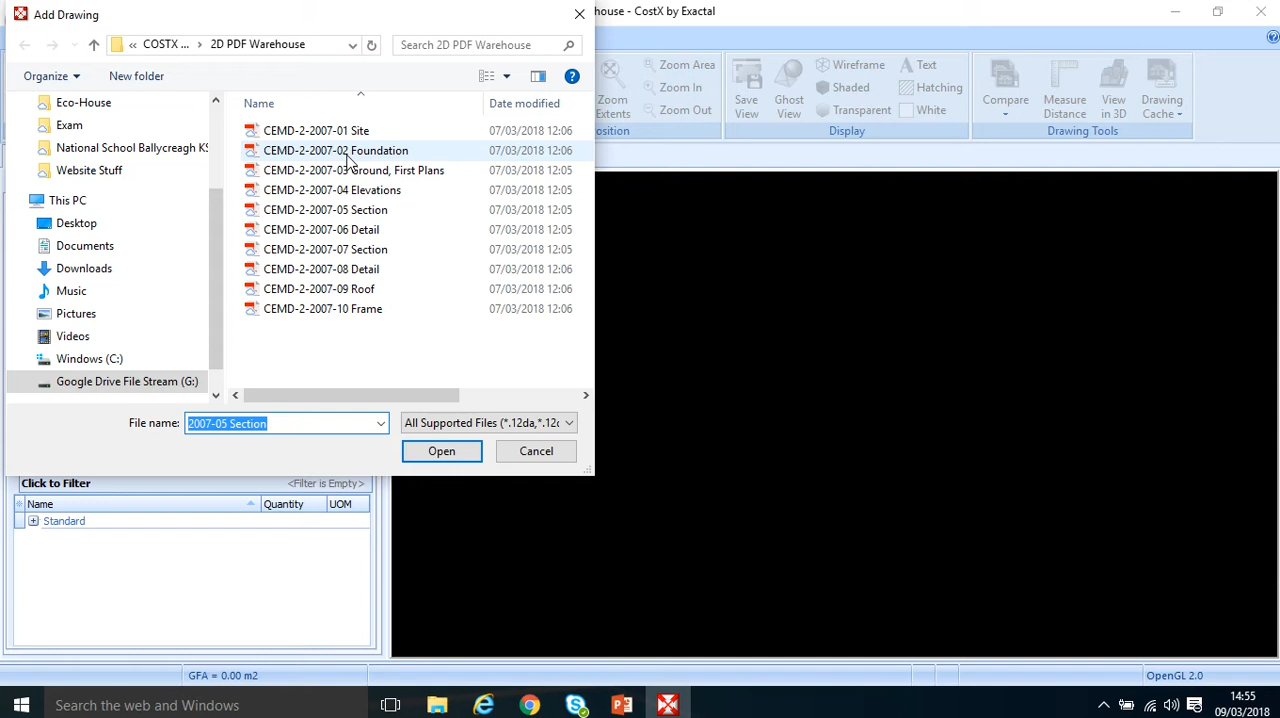 Add Drawing
house - CostX by Exactal
COSTX ... 2D PDF Warehouse
Search 2D PDF Warehouse
Organize
New folder
Zoom Extents
Zoom Area
Zoom In
Zoom Out
Save View
Ghost View
Wireframe
Shaded
Transparent
Text
Hatching
White
Compare
Measure Distance
View in 3D
Drawing Cache
Display
Drawing Tools
Eco-House
Exam
National School Ballycreagh KS
Website Stuff
This PC
Desktop
Documents
Downloads
Music
Pictures
Videos
Windows (C:)
Google Drive File Stream (G:)
Name Date modified
CEMD-2-2007-01 Site 07/03/2018 12:06
CEMD-2-2007-02 Foundation 07/03/2018 12:06
CEMD-2-2007-03 Ground, First Plans 07/03/2018 12:05
CEMD-2-2007-04 Elevations 07/03/2018 12:06
CEMD-2-2007-05 Section 07/03/2018 12:05
CEMD-2-2007-06 Detail 07/03/2018 12:05
CEMD-2-2007-07 Section 07/03/2018 12:05
CEMD-2-2007-08 Detail 07/03/2018 12:06
CEMD-2-2007-09 Roof 07/03/2018 12:06
CEMD-2-2007-10 Frame 07/03/2018 12:06
File name: 2007-05 Section
All Supported Files (*.12da,*.12c
Open
Cancel
Click to Filter <Filter is Empty>
Name Quantity UOM
Standard
GFA = 0.00 m2
OpenGL 2.0
Search the web and Windows
14:55
09/03/2018